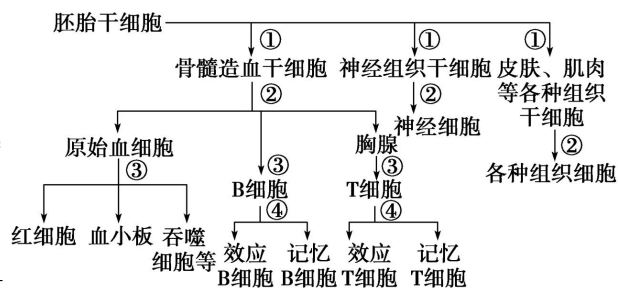 胚胎干细胞
① ① ①
骨髓造血干细胞 神经组织干细胞 皮肤、肌肉
等各种组织
干细胞
② ② ②
原始血细胞 胸腺 神经细胞
各种组织细胞
③ ③ ③
B细胞 T细胞
④ ④
红细胞 血小板 吞噬
细胞等
效应
B细胞
记忆
B细胞
效应
T细胞
记忆
T细胞